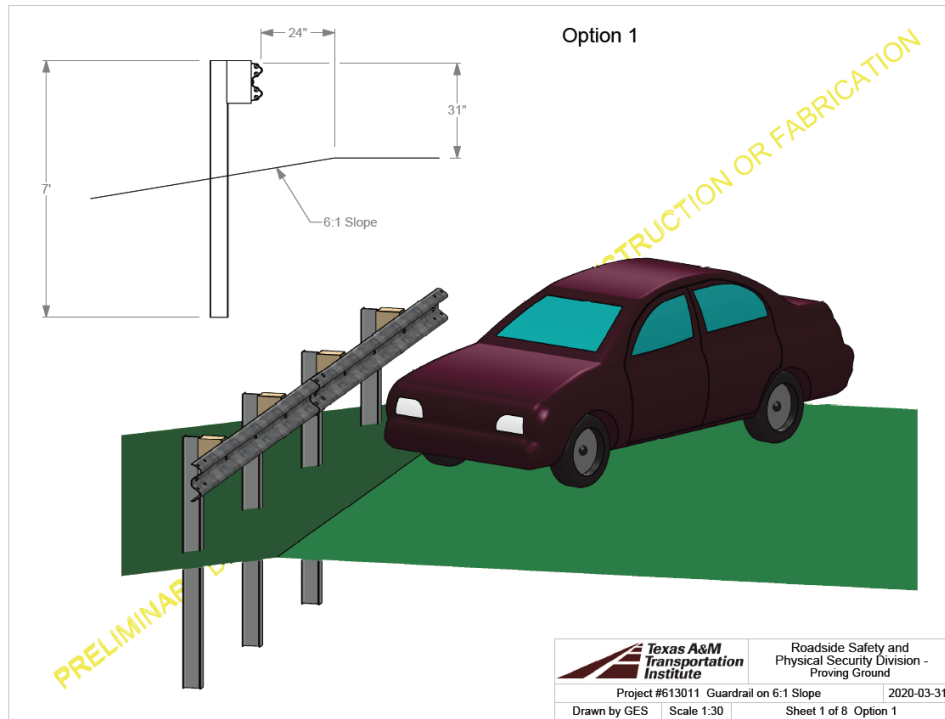 Option 1
24"
31"
7'
6:1 Slope
STRUCTION OR FABRICATION
PRELIMINAR
Texas A&M
Transportation
Institute
Roadside Safety and
Physical Security Division -
Proving Ground
Project #613011 Guardrail on 6:1 Slope
2020-03-31
Drawn by GES
Scale 1:30
Sheet 1 of 8 Option 1